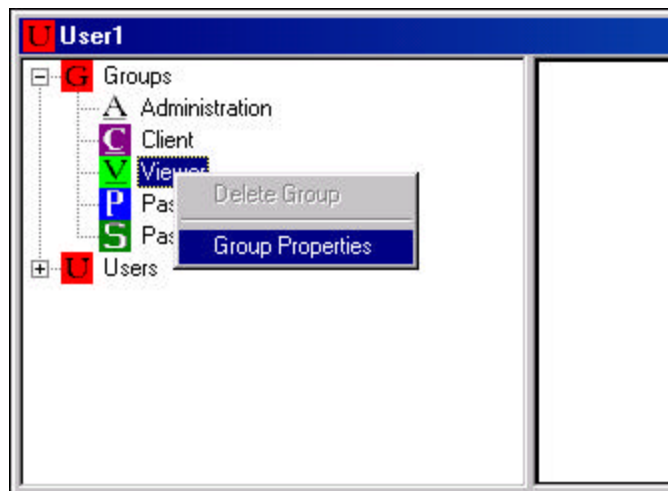 U User1
G Groups
A Administration
C Client
V Viewer
Delete Group
P Pas
S Pas
Group Properties
U Users